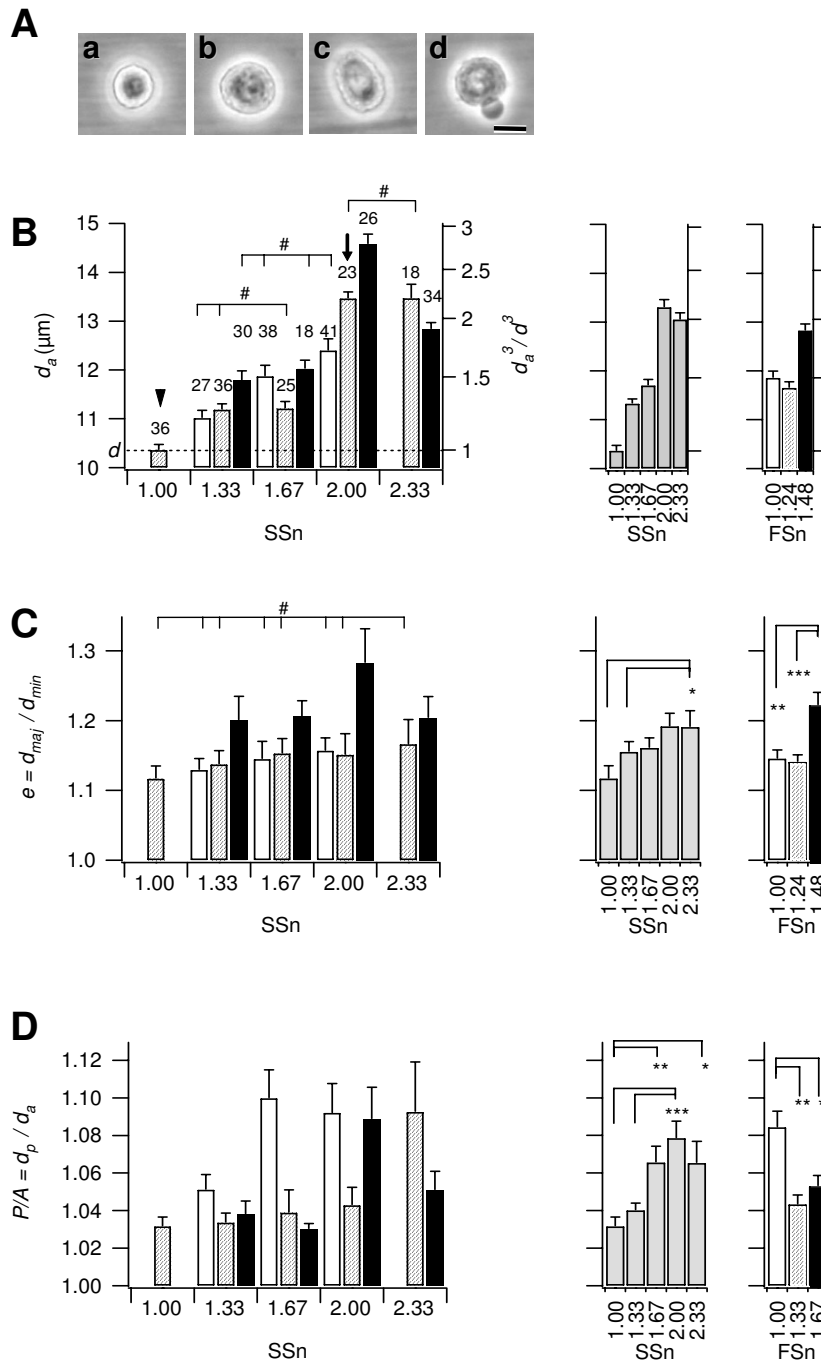 A
a b c d
#
B
15 26 3
# 23 18 2.5
14
# 34
13 30 38 18 41 2
27 36 25
12 1.5
36
11
d 1
10
da (µm)
da³/d³
1.00 1.33 1.67 2.00 2.33
SSn
1.00 1.33 1.67 2.00 2.33
SSn
1.00 1.24 1.48
FSn
C
#
1.3
1.2
1.1
1.0
e = dmaj / dmin
1.00 1.33 1.67 2.00 2.33
SSn
*
1.00 1.33 1.67 2.00 2.33
SSn
***
**
1.00 1.24 1.48
FSn
D
1.12
1.10
1.08
1.06
1.04
1.02
1.00
P/A = dp / da
1.00 1.33 1.67 2.00 2.33
SSn
** *
***
1.00 1.33 1.67 2.00 2.33
SSn
**
1.00 1.33 1.67
FSn